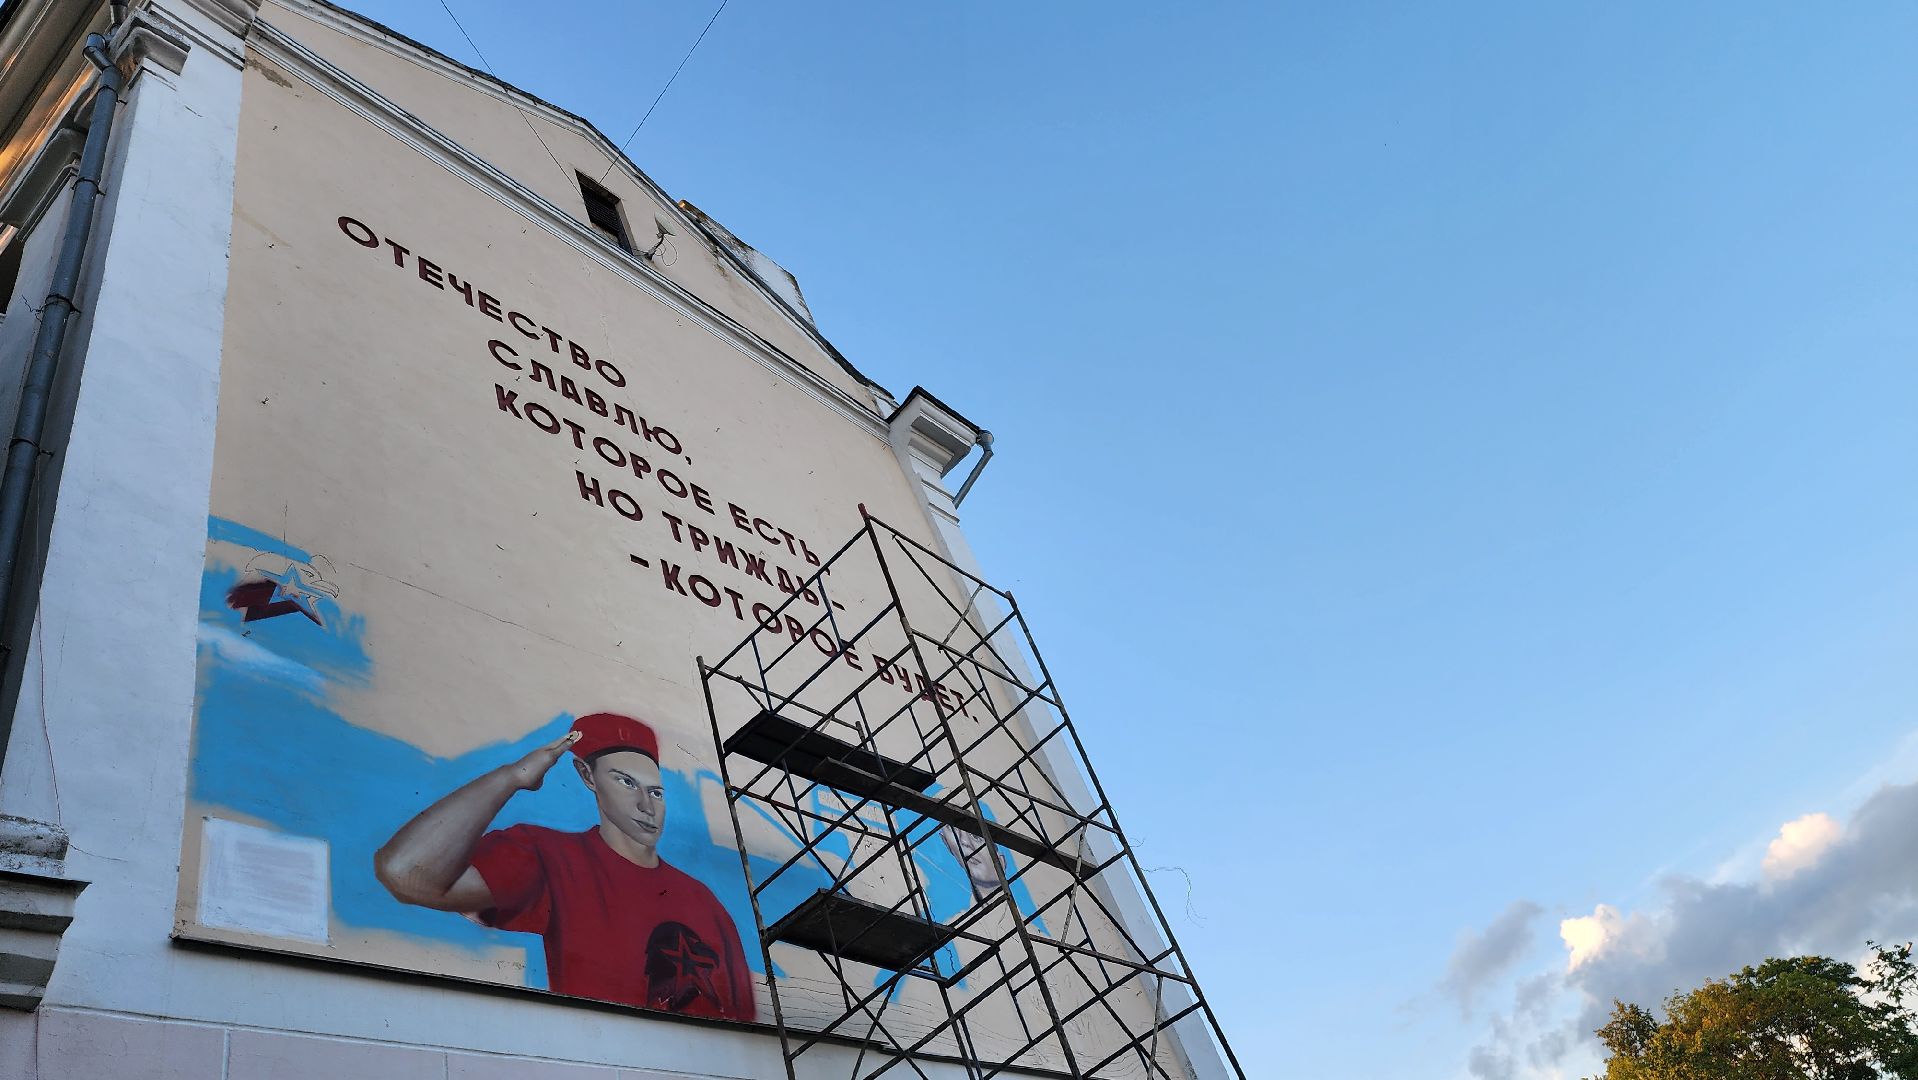 ОТЕЧЕСТВО
СЛАВЛЮ,
КОТОРОЕ ЕСТЬ,
НО ТРИЖДЫ -
- КОТОРОЕ БУДЕТ.